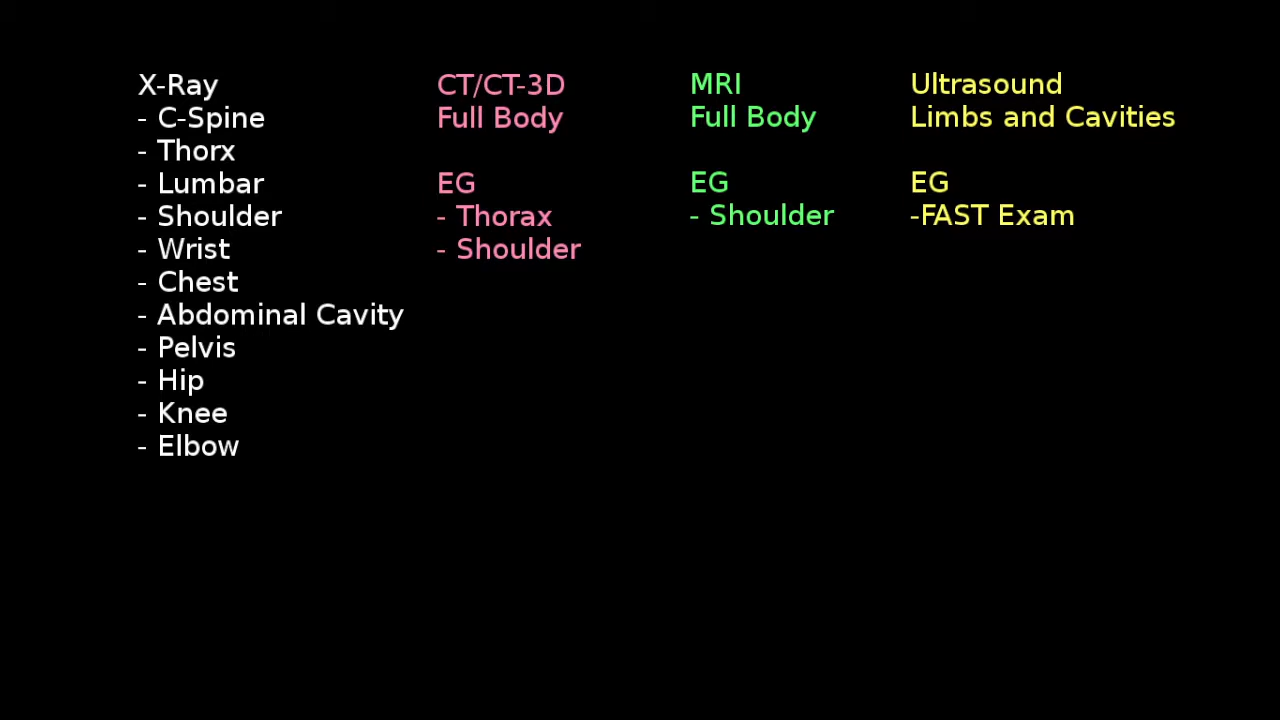 X-Ray
- C-Spine
- Thorx
- Lumbar
- Shoulder
- Wrist
- Chest
- Abdominal Cavity
- Pelvis
- Hip
- Knee
- Elbow
CT/CT-3D
Full Body
EG
- Thorax
- Shoulder
MRI
Full Body
EG
- Shoulder
Ultrasound
Limbs and Cavities
EG
-FAST Exam